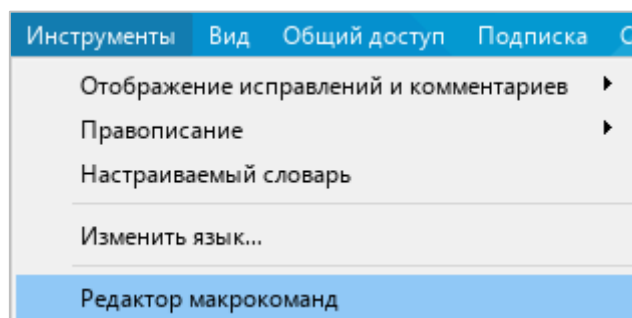 Инструменты Вид Общий доступ Подписка
Отображение исправлений и комментариев
Правописание
Настраиваемый словарь
Изменить язык...
Редактор макрокоманд